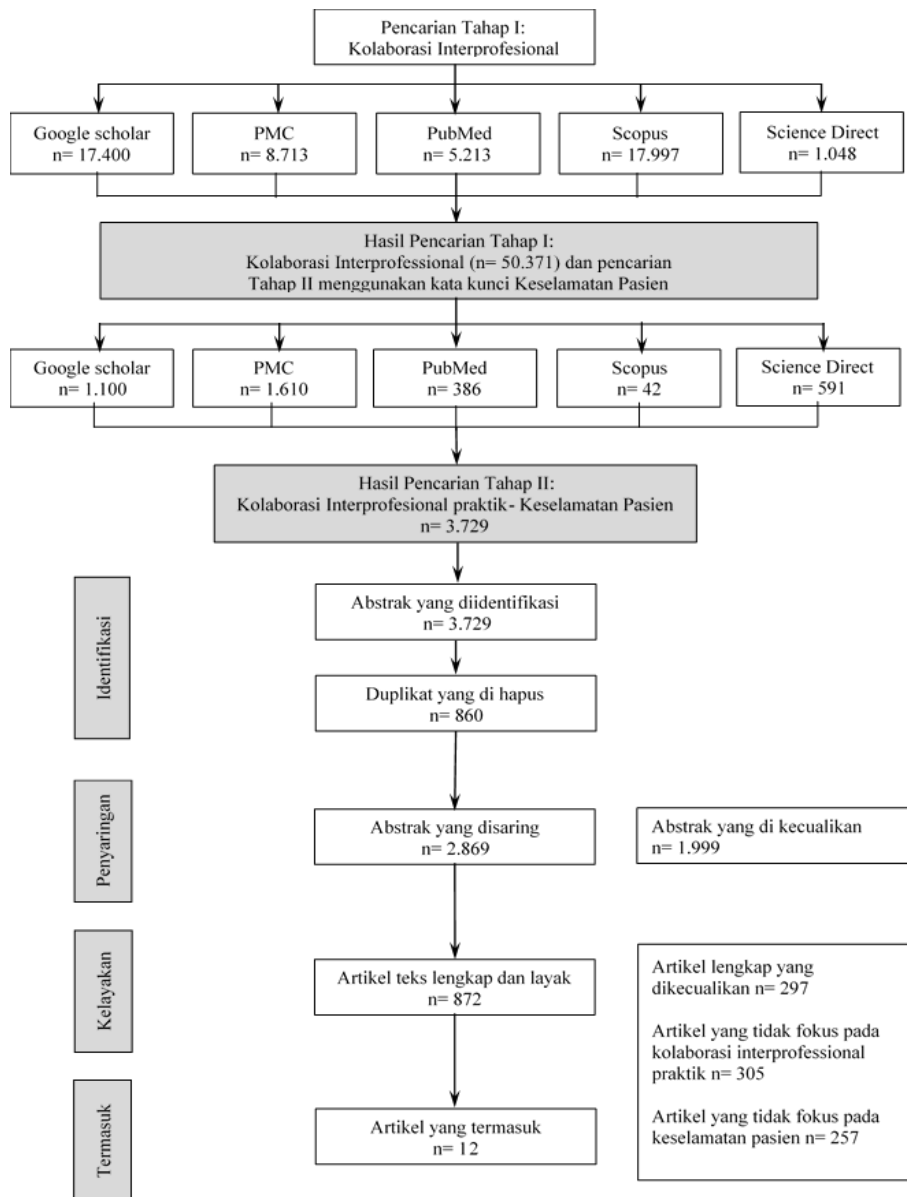 Pencarian Tahap I:
Kolaborasi Interprofesional
Google scholar
n= 17.400
PMC
n= 8.713
PubMed
n= 5.213
Scopus
n= 17.997
Science Direct
n= 1.048
Hasil Pencarian Tahap I:
Kolaborasi Interprofessional (n= 50.371) dan pencarian
Tahap II menggunakan kata kunci Keselamatan Pasien
Google scholar
n= 1.100
PMC
n= 1.610
PubMed
n= 386
Scopus
n= 42
Science Direct
n= 591
Hasil Pencarian Tahap II:
Kolaborasi Interprofesional praktik- Keselamatan Pasien
n= 3.729
Identifikasi
Abstrak yang diidentifikasi
n= 3.729
Duplikat yang di hapus
n= 860
Penyaringan
Abstrak yang disaring
n= 2.869
Abstrak yang di kecualikan
n= 1.999
Kelayakan
Artikel teks lengkap dan layak
n= 872
Artikel lengkap yang
dikecualikan n= 297
Artikel yang tidak fokus pada
kolaborasi interprofessional
praktik n= 305
Artikel yang tidak fokus pada
keselamatan pasien n= 257
Termasuk
Artikel yang termasuk
n= 12